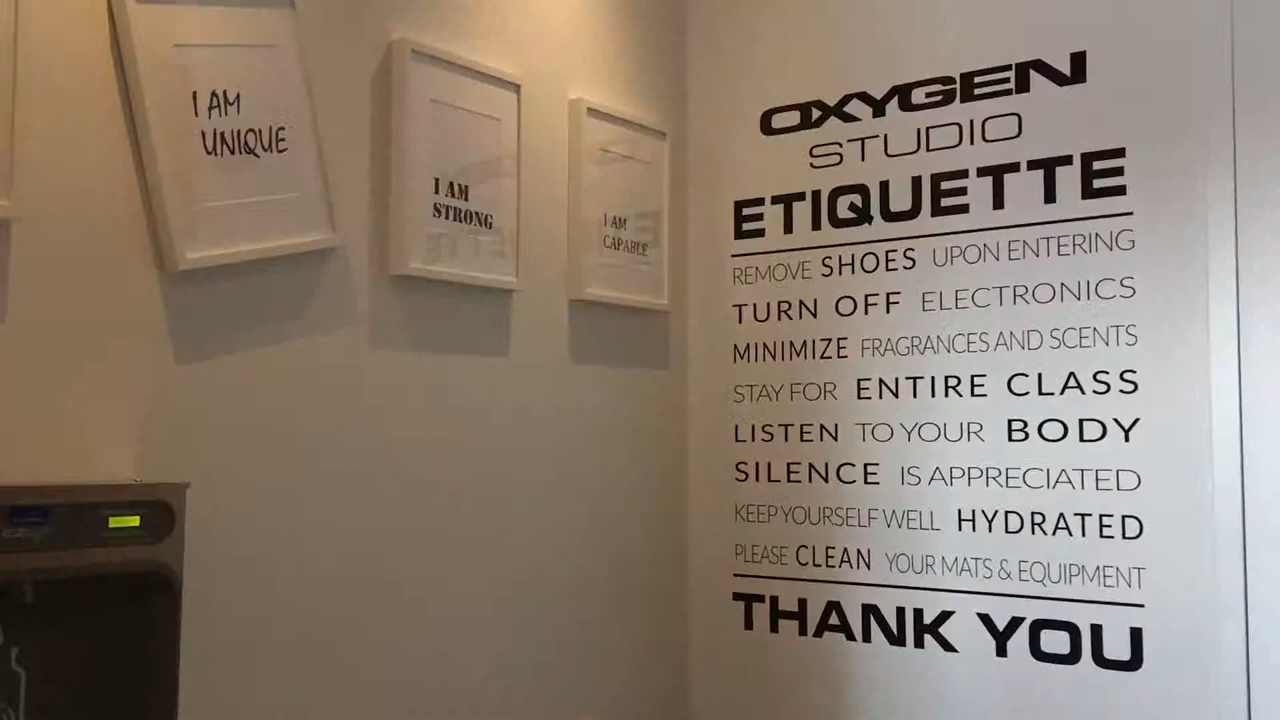 I AM
UNIQUE
I AM
STRONG
I AM
CAPABLE
OXYGEN
STUDIO
ETIQUETTE
REMOVE SHOES UPON ENTERING
TURN OFF ELECTRONICS
MINIMIZE FRAGRANCES AND SCENTS
STAY FOR ENTIRE CLASS
LISTEN TO YOUR BODY
SILENCE IS APPRECIATED
KEEP YOURSELF WELL HYDRATED
PLEASE CLEAN YOUR MATS & EQUIPMENT
THANK YOU